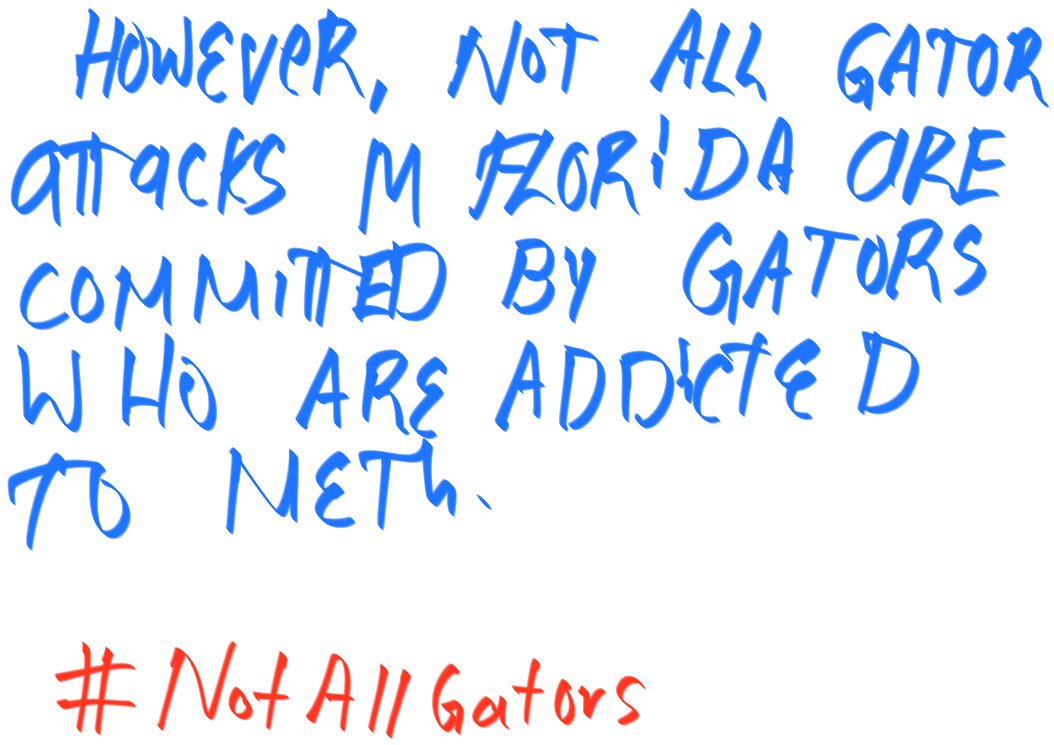 HOWEVER, NOT ALL GATOR
ATTACKS IN FLORIDA ARE
COMMITTED BY GATORS
WHO ARE ADDICTED
TO METH.
#NotAllGators